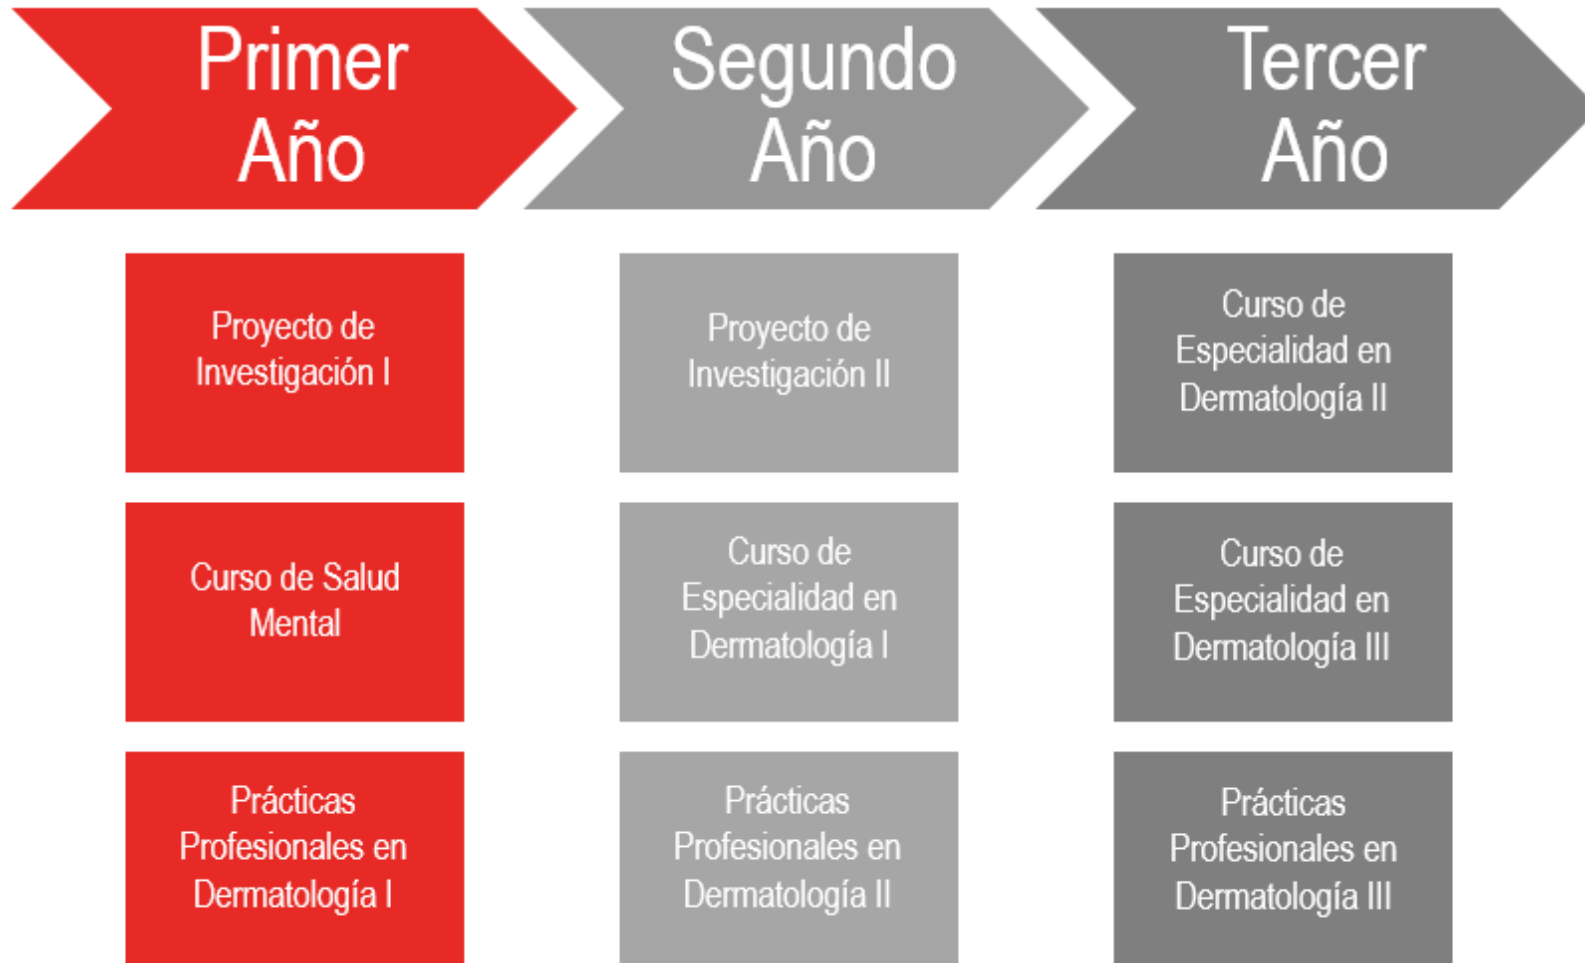 Primer
Año
Segundo
Año
Tercer
Año
Proyecto de
Investigación I
Proyecto de
Investigación II
Curso de
Especialidad en
Dermatología II
Curso de Salud
Mental
Curso de
Especialidad en
Dermatología I
Curso de
Especialidad en
Dermatología III
Prácticas
Profesionales en
Dermatología I
Prácticas
Profesionales en
Dermatología II
Prácticas
Profesionales en
Dermatología III